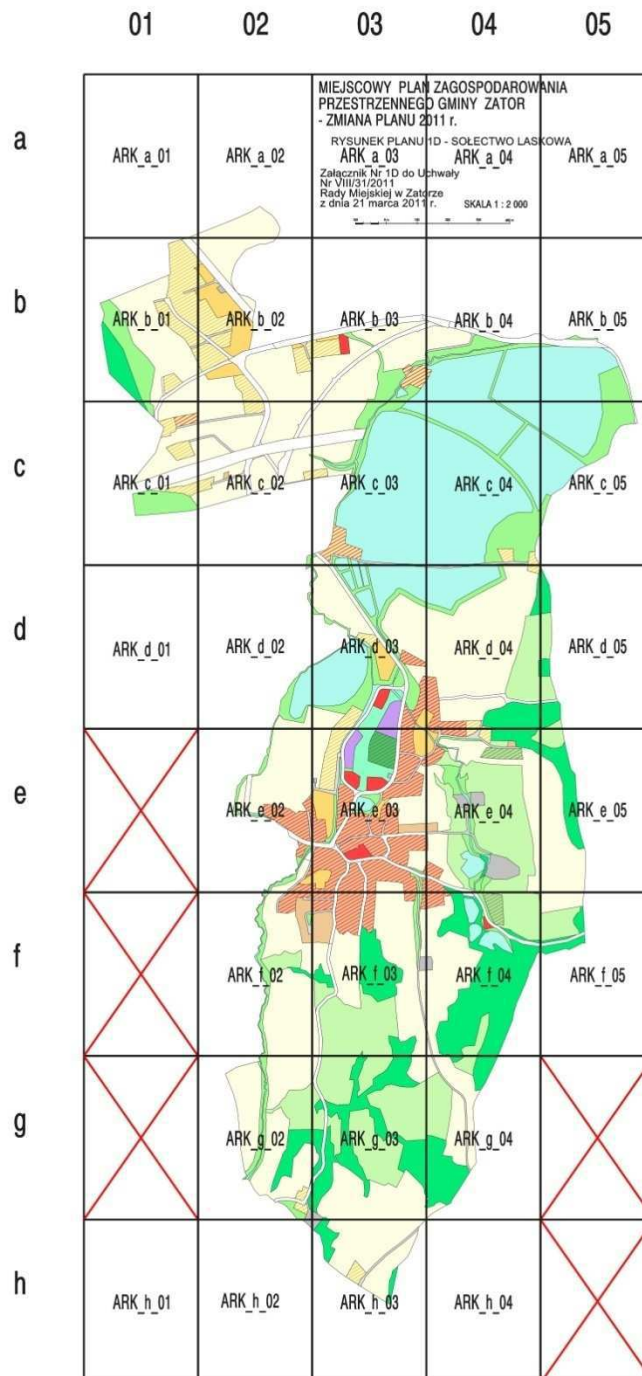 01 02 03 04 05
MIEJSCOWY PLAN ZAGOSPODAROWANIA
PRZESTRZENNEGO GMINY ZATOR
- ZMIANA PLANU 2011 r.
RYSUNEK PLANU 1D - SOŁECTWO LASKOWA
a
ARK_a_01 ARK_a_02 ARK_a_03 ARK_a_04 ARK_a_05
Załącznik Nr 1D do Uchwały
Nr VIII/31/2011
Rady Miejskiej w Zatorze
z dnia 21 marca 2011 r. SKALA 1 : 2 000
b
ARK_b_01 ARK_b_02 ARK_b_03 ARK_b_04 ARK_b_05
c
ARK_c_01 ARK_c_02 ARK_c_03 ARK_c_04 ARK_c_05
d
ARK_d_01 ARK_d_02 ARK_d_03 ARK_d_04 ARK_d_05
e
ARK_e_02 ARK_e_03 ARK_e_04 ARK_e_05
f
ARK_f_02 ARK_f_03 ARK_f_04 ARK_f_05
g
ARK_g_02 ARK_g_03 ARK_g_04
h
ARK_h_01 ARK_h_02 ARK_h_03 ARK_h_04